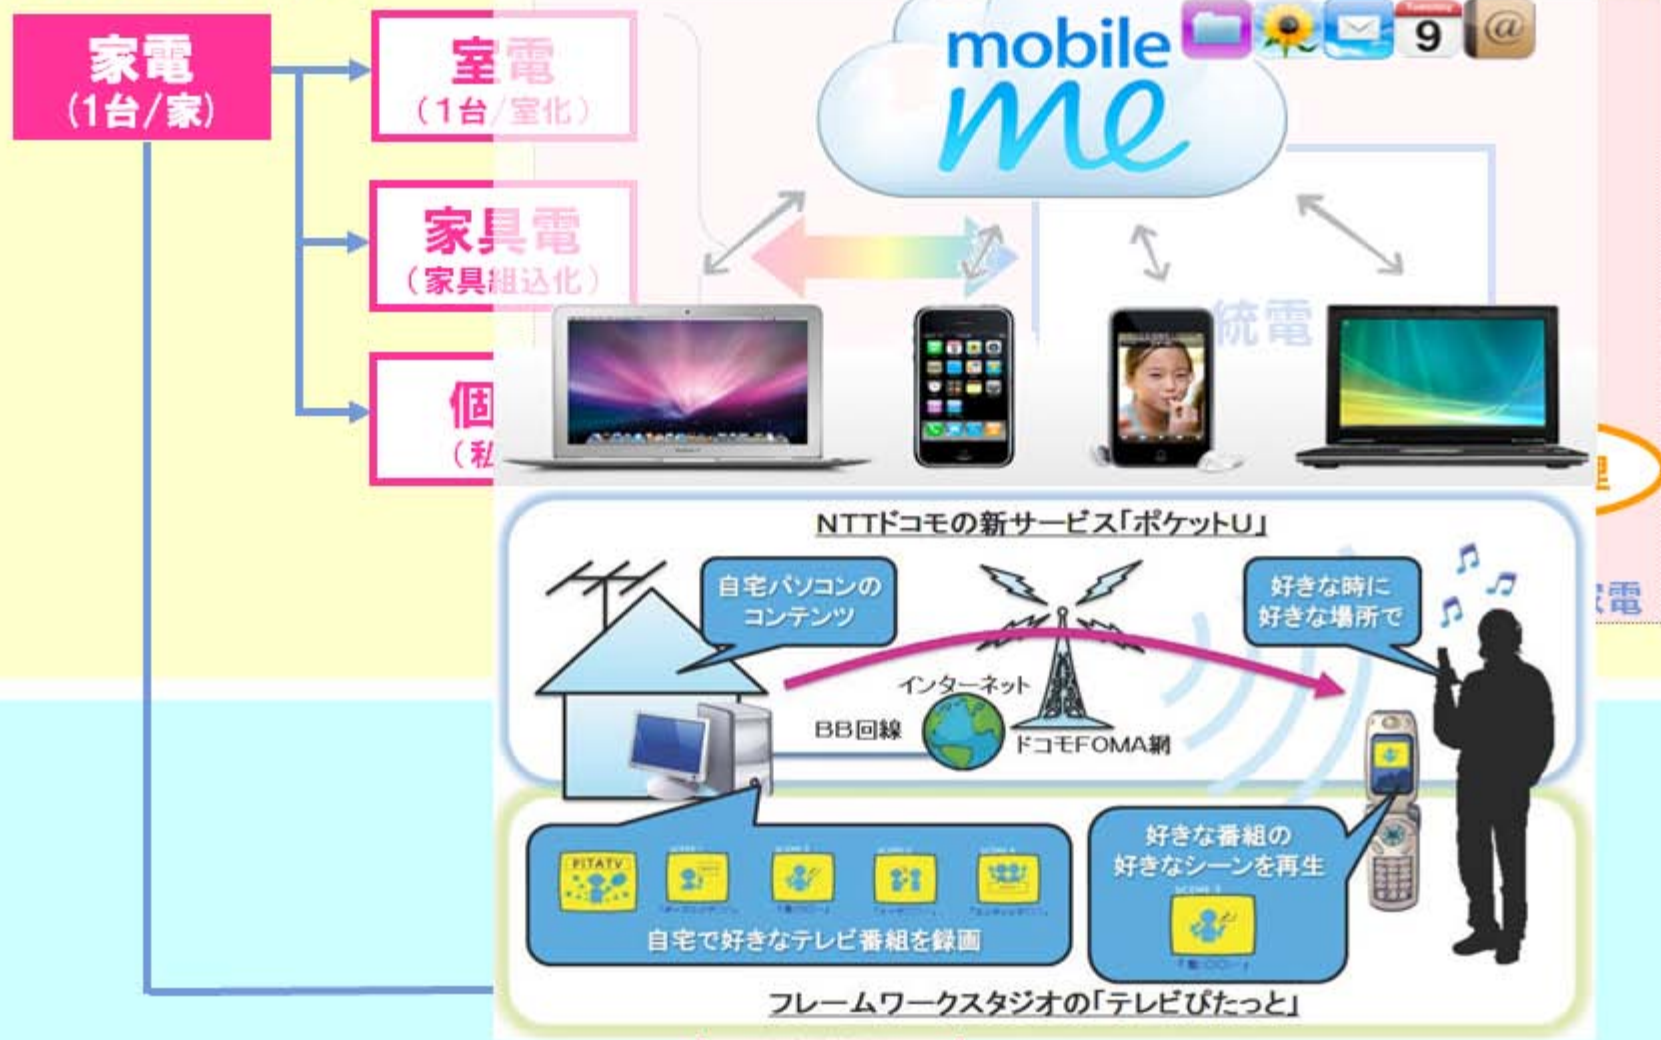 家電
(1台/家)
室電
(1台/室化)
家具電
(家具組込化)
個
(私
mobile
me
9
@
統電
電
NTTドコモの新サービス「ポケットU」
自宅パソコンの
コンテンツ
好きな時に
好きな場所で
インターネット
BB回線
ドコモFOMA網
PITATV
自宅で好きなテレビ番組を録画
好きな番組の
好きなシーンを再生
SCENE 3
フレームワークスタジオの「テレビぴたっと」